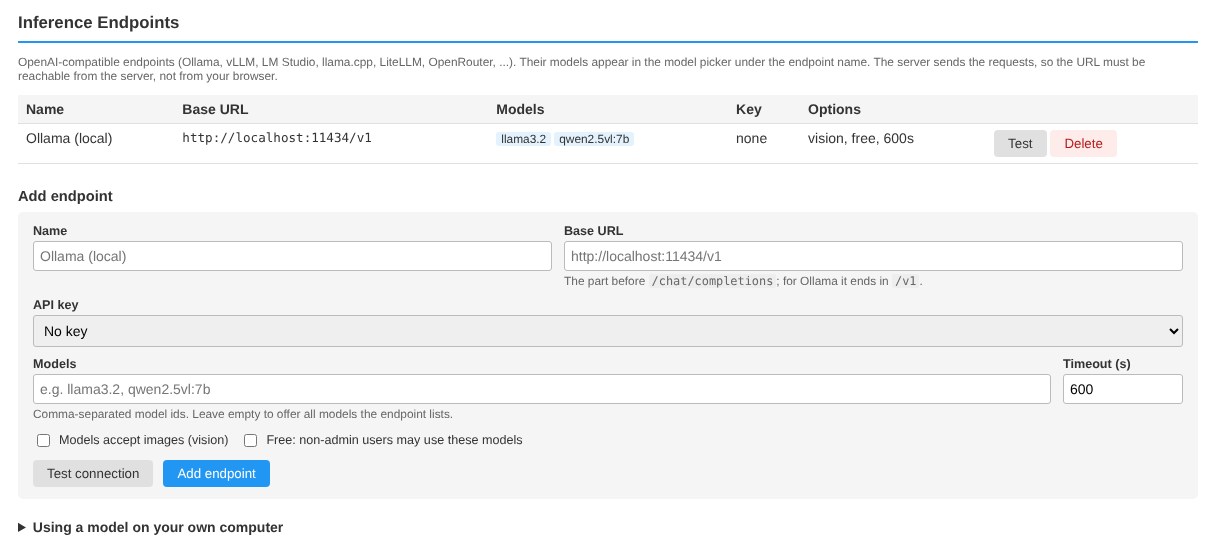 Inference Endpoints
OpenAI-compatible endpoints (Ollama, vLLM, LM Studio, llama.cpp, LiteLLM, OpenRouter, ...). Their models appear in the model picker under the endpoint name. The server sends the requests, so the URL must be
reachable from the server, not from your browser.
Name Base URL Models Key Options
Ollama (local) http://localhost:11434/v1 llama3.2 qwen2.5vl:7b none vision, free, 600s Test Delete
Add endpoint
Name Base URL
Ollama (local) http://localhost:11434/v1
The part before /chat/completions; for Ollama it ends in /v1.
API key
No key
Models Timeout (s)
e.g. llama3.2, qwen2.5vl:7b 600
Comma-separated model ids. Leave empty to offer all models the endpoint lists.
Models accept images (vision) Free: non-admin users may use these models
Test connection Add endpoint
Using a model on your own computer